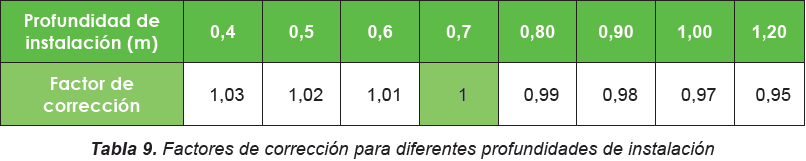 Profundidad de instalación (m) 0,4 0,5 0,6 0,7 0,80 0,90 1,00 1,20
Factor de corrección 1,03 1,02 1,01 1 0,99 0,98 0,97 0,95
Tabla 9. Factores de corrección para diferentes profundidades de instalación